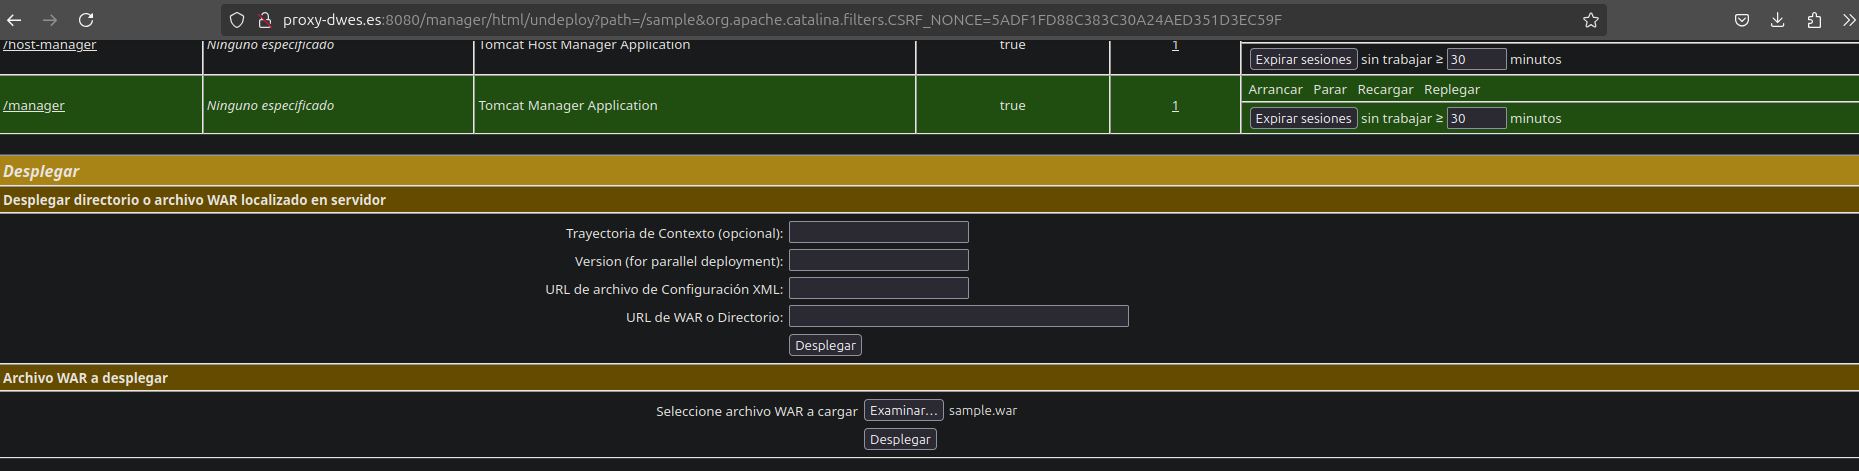 proxy-dwes.es:8080/manager/html/undeploy?path=/sample&org.apache.catalina.filters.CSRF_NONCE=5ADF1FD88C383C30A24AED351D3EC59F
/host-manager Ninguno especificado Tomcat Host Manager Application true 1
Expirar sesiones sin trabajar ≥ 30 minutos
/manager Ninguno especificado Tomcat Manager Application true 1
Arrancar Parar Recargar Replegar
Expirar sesiones sin trabajar ≥ 30 minutos
Desplegar
Desplegar directorio o archivo WAR localizado en servidor
Trayectoria de Contexto (opcional):
Version (for parallel deployment):
URL de archivo de Configuración XML:
URL de WAR o Directorio:
Desplegar
Archivo WAR a desplegar
Seleccione archivo WAR a cargar Examinar... sample.war
Desplegar